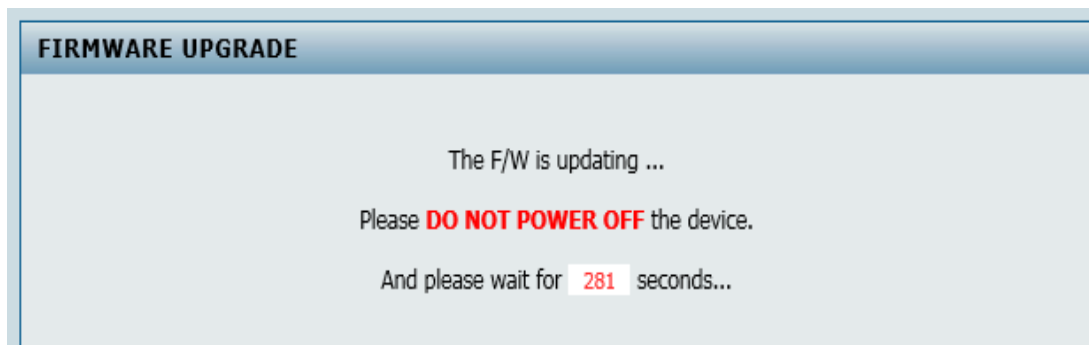 FIRMWARE UPGRADE
The F/W is updating ...
Please DO NOT POWER OFF the device.
And please wait for 281 seconds...